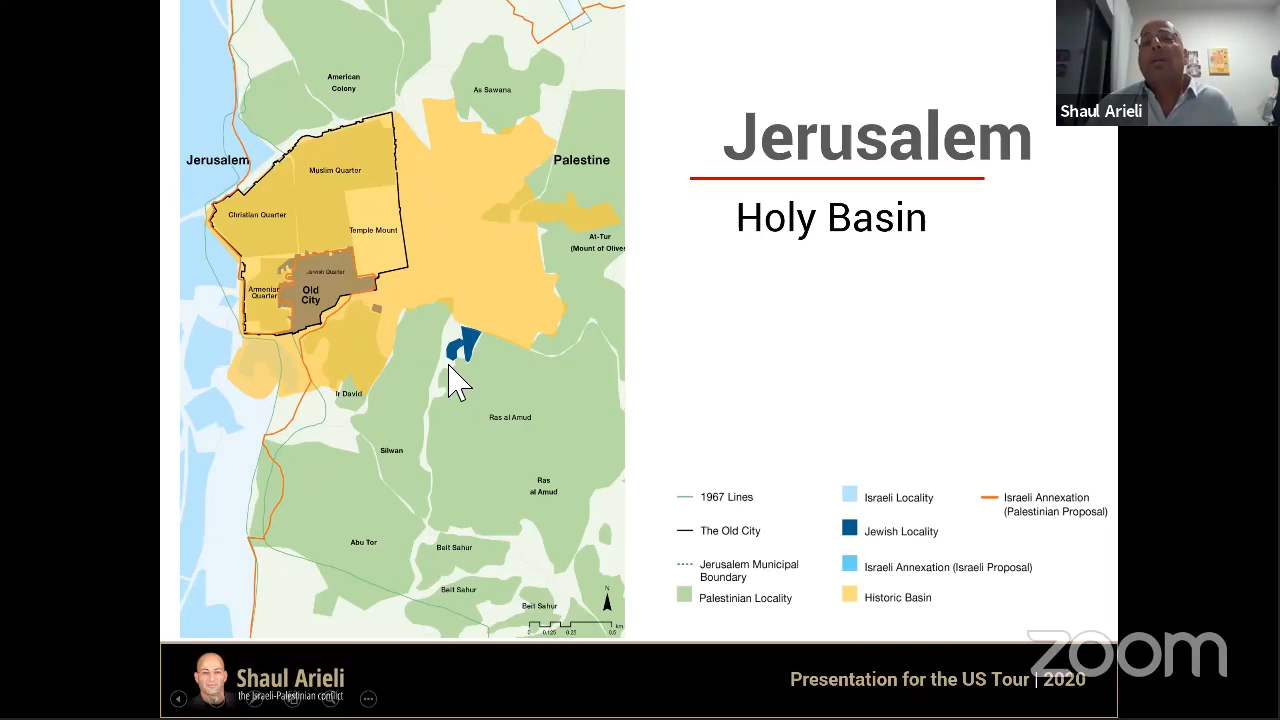 American
Colony
As Sawana
Jerusalem
Palestine
Muslim Quarter
Christian Quarter
Temple Mount
At-Tur
(Mount of Olives
Jewish Quarter
Armenian
Quarter
Old
City
Ir David
Ras al Amud
Silwan
Ras
al Amud
Abu Tor
Beit Sahur
Beit Sahur
Beit Sahur
N
km
0
0.125
0.25
0.5
Jerusalem
Holy Basin
1967 Lines
The Old City
Jerusalem Municipal
Boundary
Palestinian Locality
Israeli Locality
Jewish Locality
Israeli Annexation (Israeli Proposal)
Historic Basin
Israeli Annexation
(Palestinian Proposal)
Shaul Arieli
Shaul Arieli
the Israeli-Palestinian conflict
Presentation for the US Tour | 2020
zoom